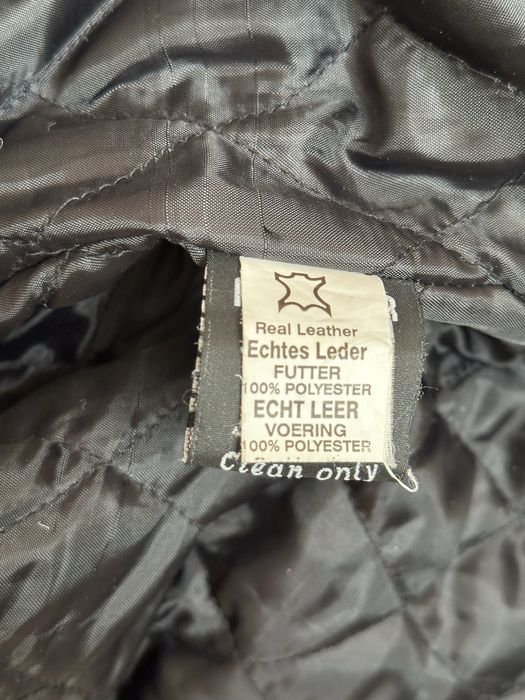 Real Leather
Echtes Leder
FUTTER
100% POLYESTER
ECHT LEER
VOERING
100% POLYESTER
Clean only